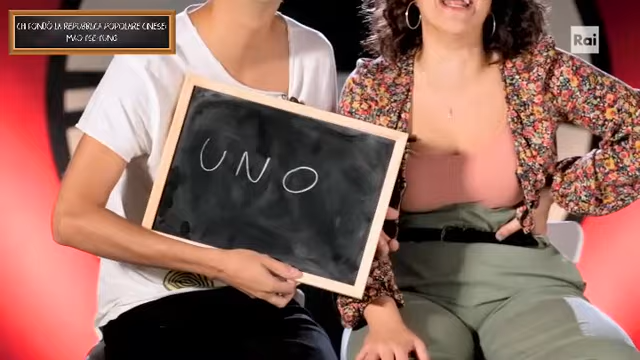 CHI FONDÒ LA REPUBBLICA POPOLARE CINESE?
MAO TSE TUNG
Rai
UNO